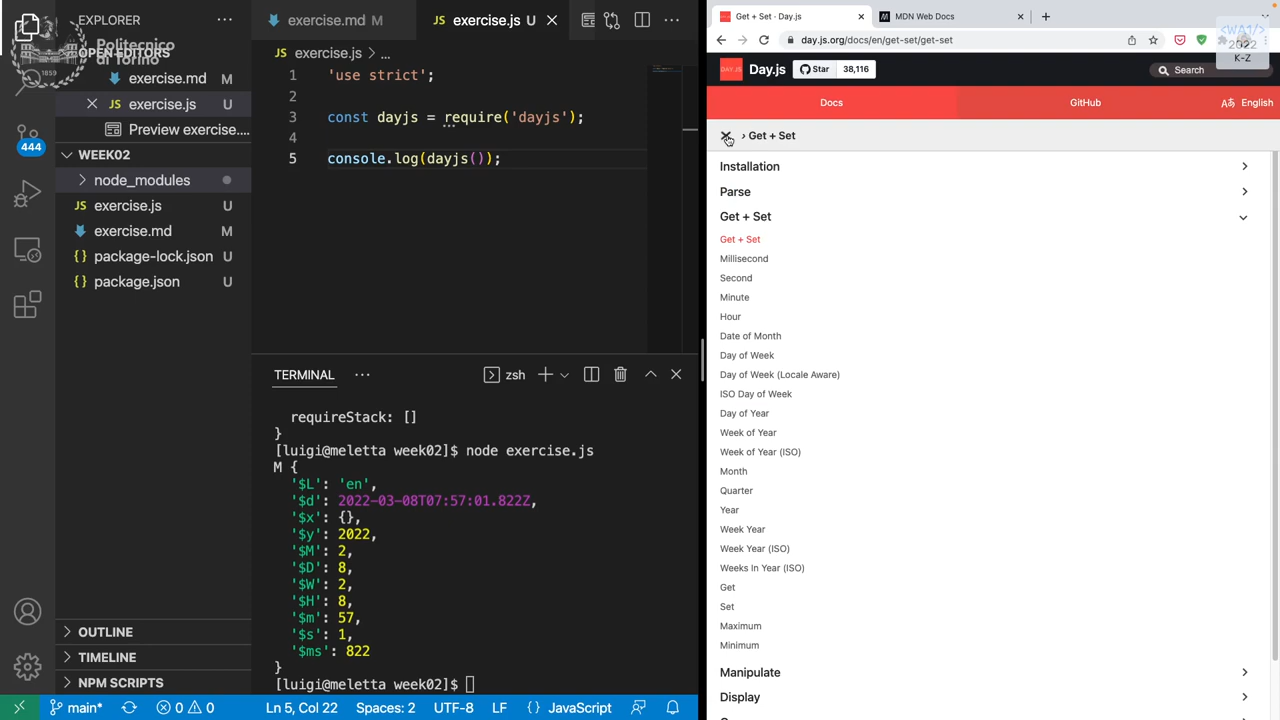 EXPLORER
Politecnico
di Torino
1859
exercise.md M
exercise.js U
Preview exercise....
WEEK02
node_modules
exercise.js U
exercise.md M
package-lock.json U
package.json U
444
OUTLINE
TIMELINE
NPM SCRIPTS
exercise.md M
exercise.js U
exercise.js > ...
1 'use strict';
2
3 const dayjs = require('dayjs');
4
5 console.log(dayjs());
TERMINAL
zsh
requireStack: []
}
[luigi@meletta week02]$ node exercise.js
M {
'$L': 'en',
'$d': 2022-03-08T07:57:01.822Z,
'$x': {},
'$y': 2022,
'$M': 2,
'$D': 8,
'$W': 2,
'$H': 8,
'$m': 57,
'$s': 1,
'$ms': 822
}
[luigi@meletta week02]$
main* 0 0 Ln 5, Col 22 Spaces: 2 UTF-8 LF {} JavaScript
Get + Set · Day.js
MDN Web Docs
day.js.org/docs/en/get-set/get-set
<WA1/>
2022
K-Z
DAY.JS
Day.js
Star 38,116
Search
Docs
GitHub
English
› Get + Set
Installation
Parse
Get + Set
Get + Set
Millisecond
Second
Minute
Hour
Date of Month
Day of Week
Day of Week (Locale Aware)
ISO Day of Week
Day of Year
Week of Year
Week of Year (ISO)
Month
Quarter
Year
Week Year
Week Year (ISO)
Weeks In Year (ISO)
Get
Set
Maximum
Minimum
Manipulate
Display